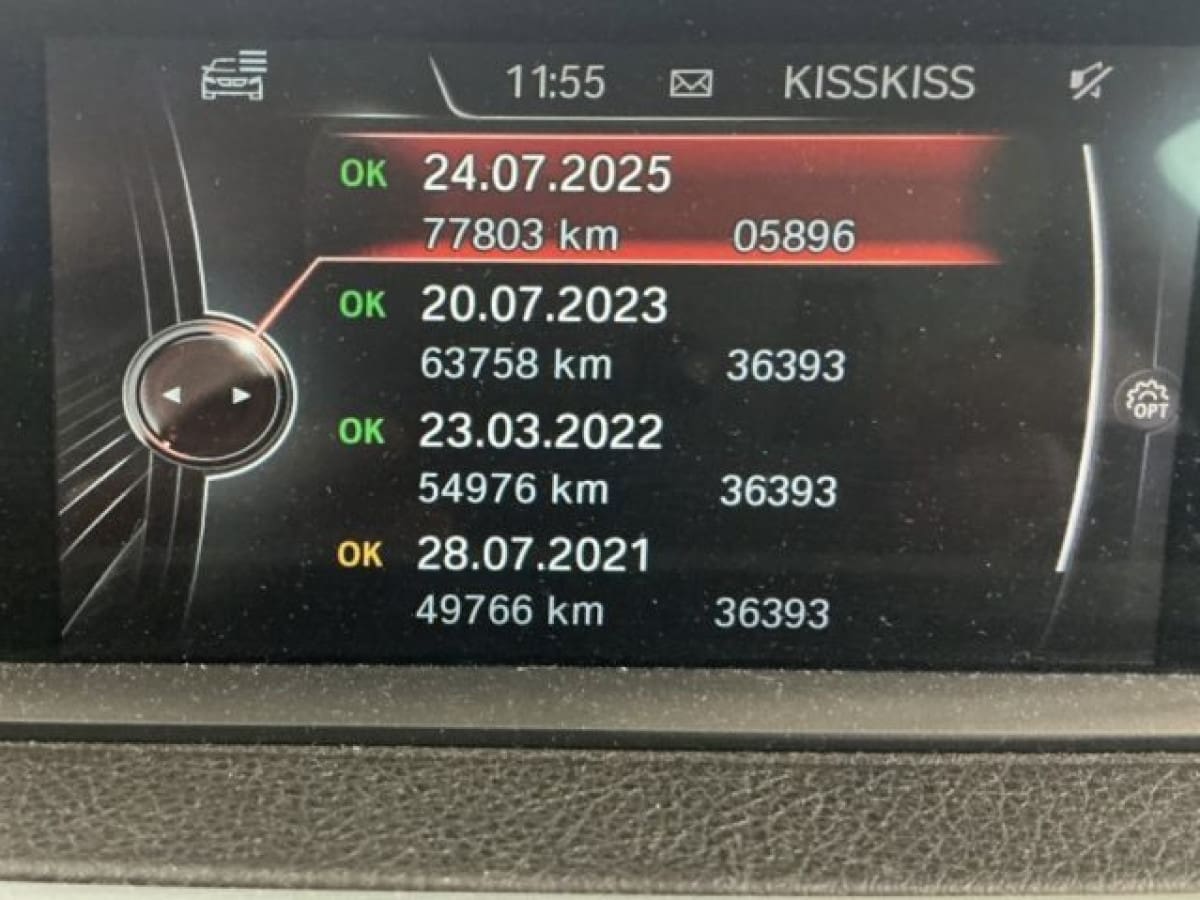 11:55 KISSKISS
OK 24.07.2025
77803 km 05896
OK 20.07.2023
63758 km 36393
OPT
OK 23.03.2022
54976 km 36393
OK 28.07.2021
49766 km 36393